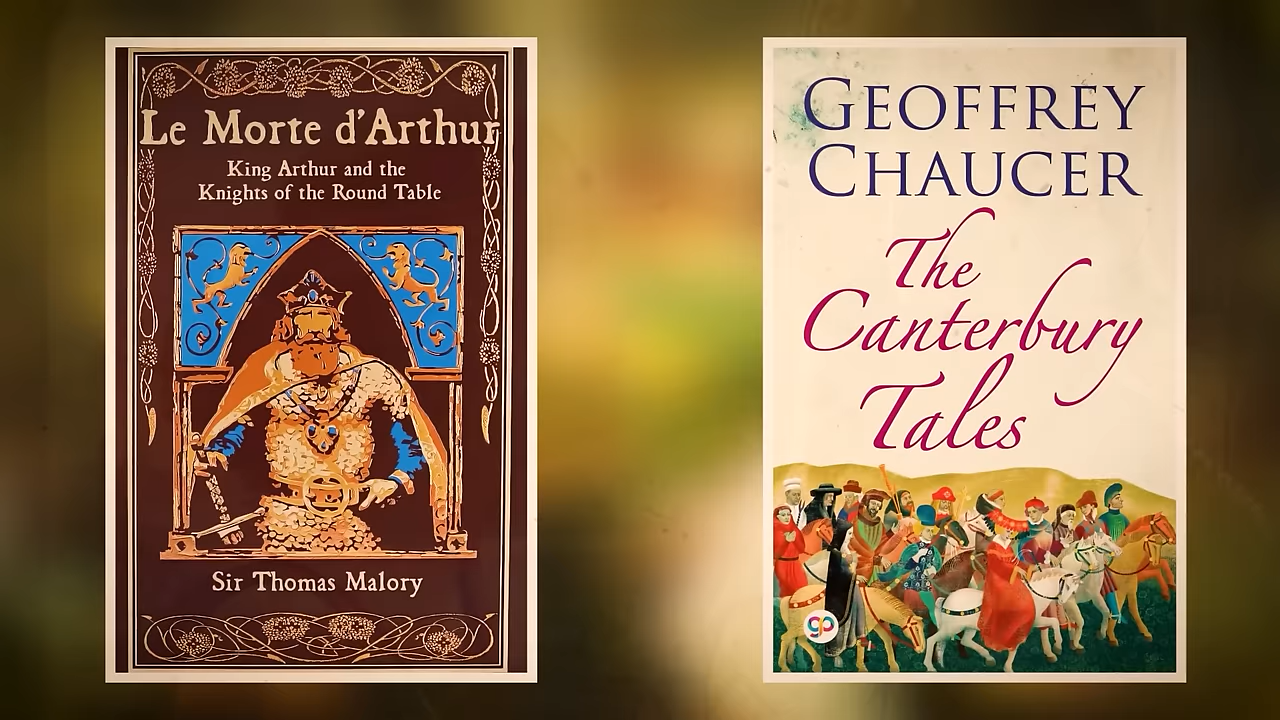 Le Morte d'Arthur
King Arthur and the
Knights of the Round Table
Sir Thomas Malory
GEOFFREY
CHAUCER
The
Canterbury
Tales
gp